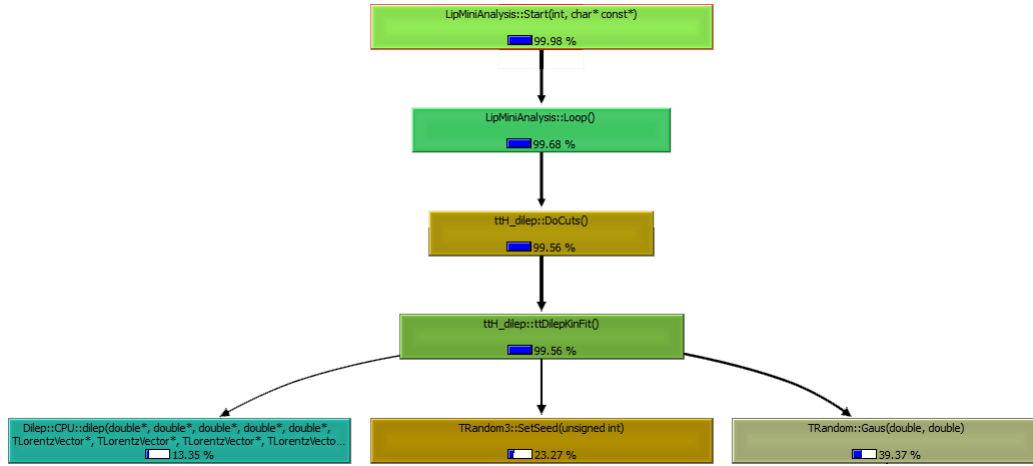 LipMiniAnalysis::Start(int, char* const*)
99.98 %
LipMiniAnalysis::Loop()
99.68 %
ttH_dilep::DoCuts()
99.56 %
ttH_dilep::ttDilepKinFit()
99.56 %
Dilep::CPU::dilep(double*, double*, double*, double*, double*,
TLorentzVector*, TLorentzVector*, TLorentzVector*, TLorentzVecto...
13.35 %
TRandom3::SetSeed(unsigned int)
23.27 %
TRandom::Gaus(double, double)
39.37 %